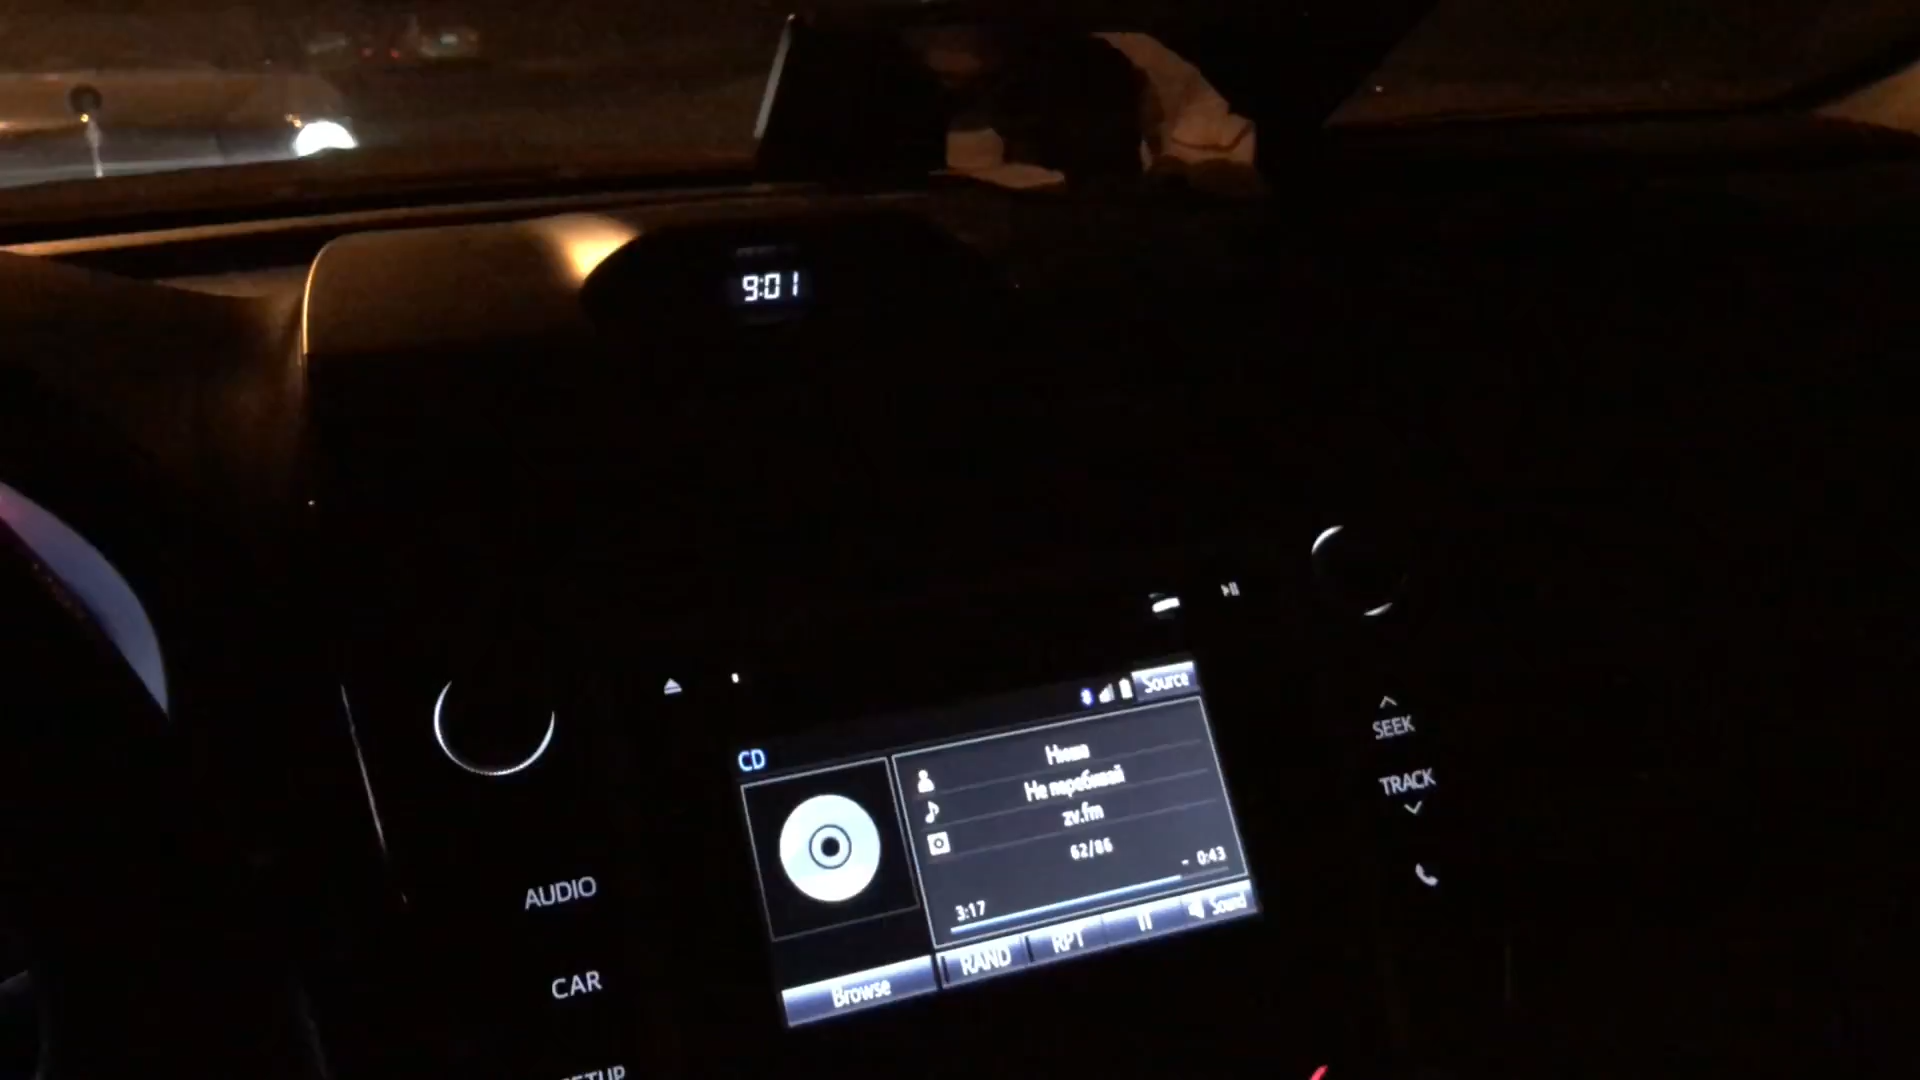 9:01
Source
CD
Нюша
Не перебивай
zv.fm
62/86
3:17
- 0:43
Browse
RAND
RPT
Sound
SEEK
TRACK
AUDIO
CAR